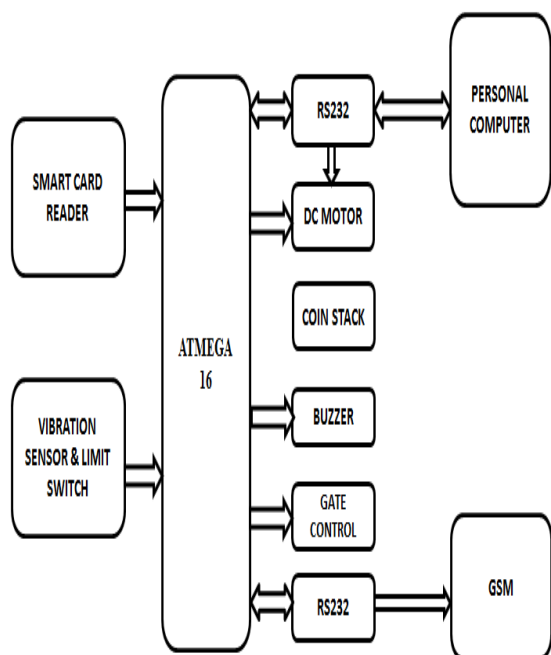 SMART CARD
READER
VIBRATION
SENSOR & LIMIT
SWITCH
ATMEGA
16
RS232
DC MOTOR
COIN STACK
BUZZER
GATE
CONTROL
RS232
PERSONAL
COMPUTER
GSM